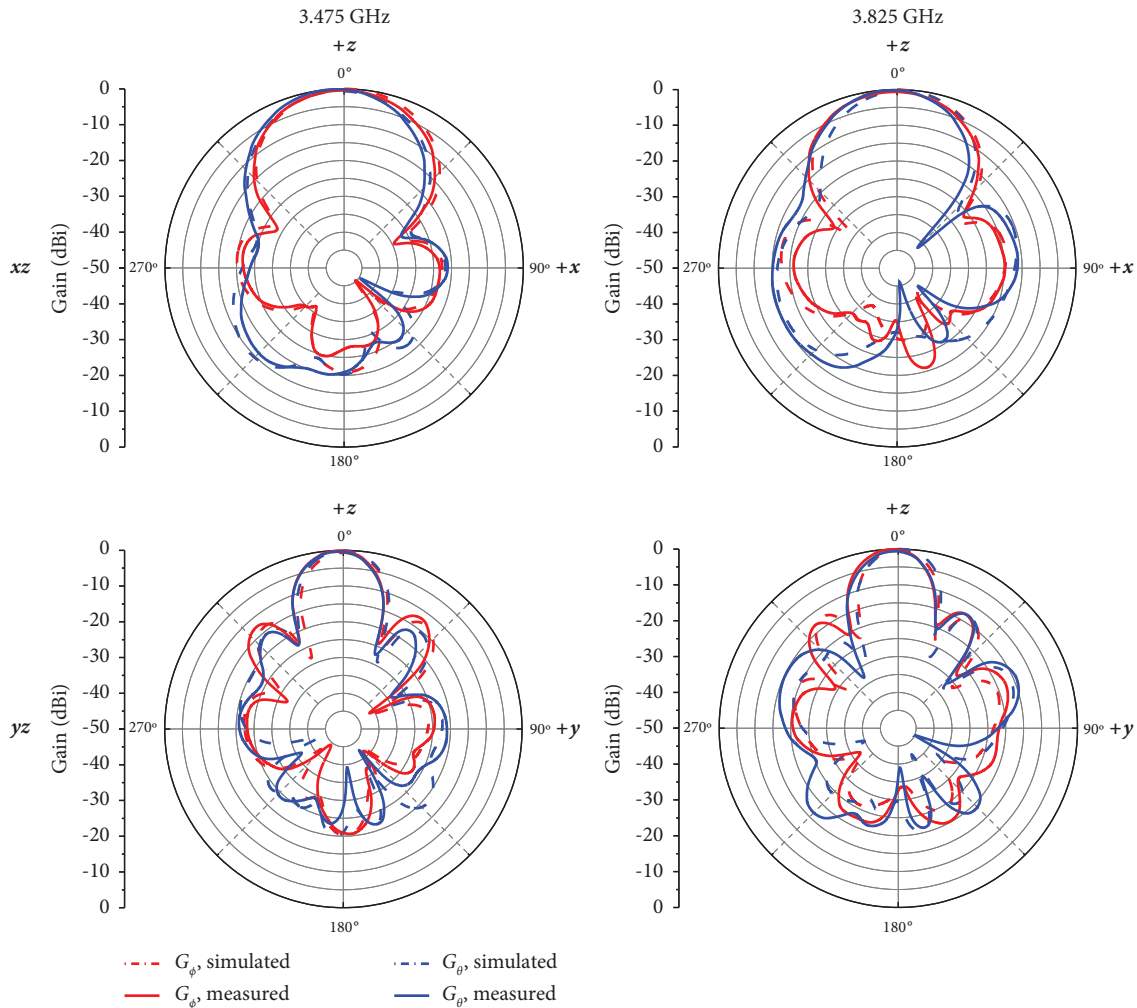 3.475 GHz
+z
0°
0
-10
-20
-30
-40
-50
-40
-30
-20
-10
0
Gain (dBi)
xz
270°
90° +x
180°
3.825 GHz
+z
0°
0
-10
-20
-30
-40
-50
-40
-30
-20
-10
0
Gain (dBi)
270°
90° +x
180°
+z
0°
0
-10
-20
-30
-40
-50
-40
-30
-20
-10
0
Gain (dBi)
yz
270°
90° +y
180°
+z
0°
0
-10
-20
-30
-40
-50
-40
-30
-20
-10
0
Gain (dBi)
270°
90° +y
180°
Gϕ, simulated
Gϕ, measured
Gθ, simulated
Gθ, measured